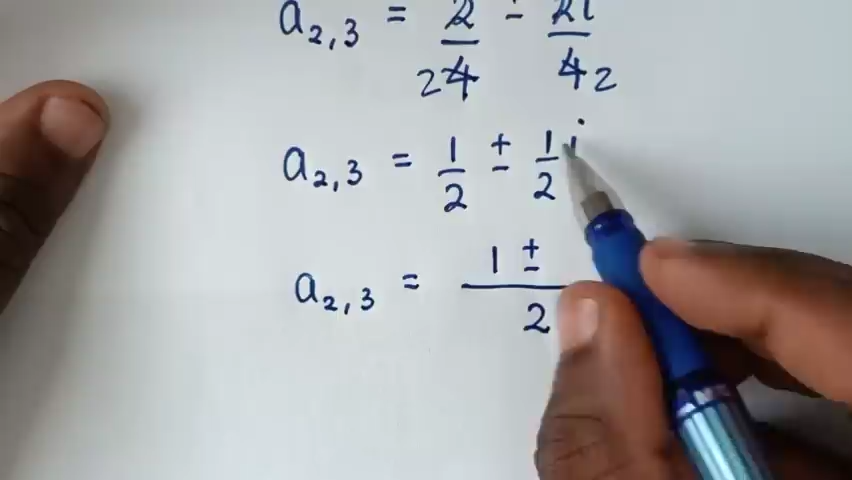 a₂,₃ = 2/24 ± 2i/42
a₂,₃ = 1/2 ± 1/2 i
a₂,₃ = 1 ±/2